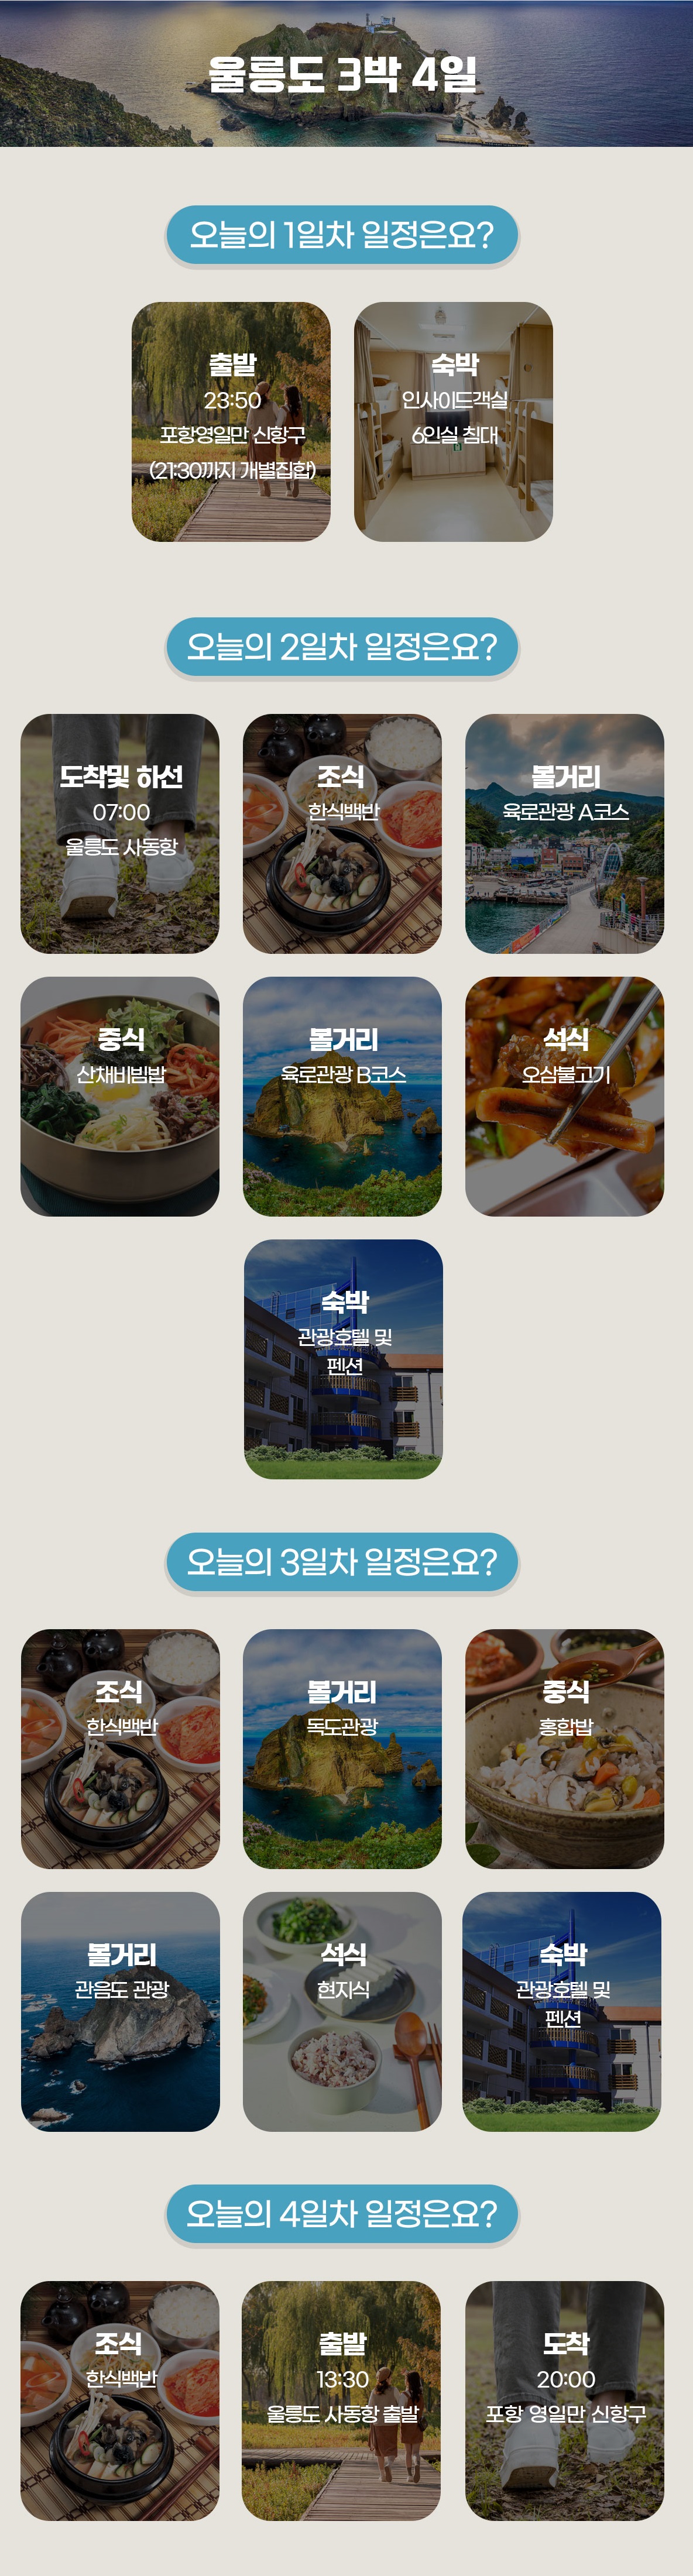 울릉도 3박 4일
오늘의 1일차 일정은요?
출발
23:50
포항영일만 신항구
(21:30까지 개별집합)
숙박
인사이드객실
6인실 침대
오늘의 2일차 일정은요?
도착및 하선
07:00
울릉도 사동항
조식
한식백반
볼거리
육로관광 A코스
중식
산채비빔밥
볼거리
육로관광 B코스
석식
오삼불고기
숙박
관광호텔 및
펜션
오늘의 3일차 일정은요?
조식
한식백반
볼거리
독도관광
중식
홍합밥
볼거리
관음도 관광
석식
현지식
숙박
관광호텔 및
펜션
오늘의 4일차 일정은요?
조식
한식백반
출발
13:30
울릉도 사동항 출발
도착
20:00
포항 영일만 신항구